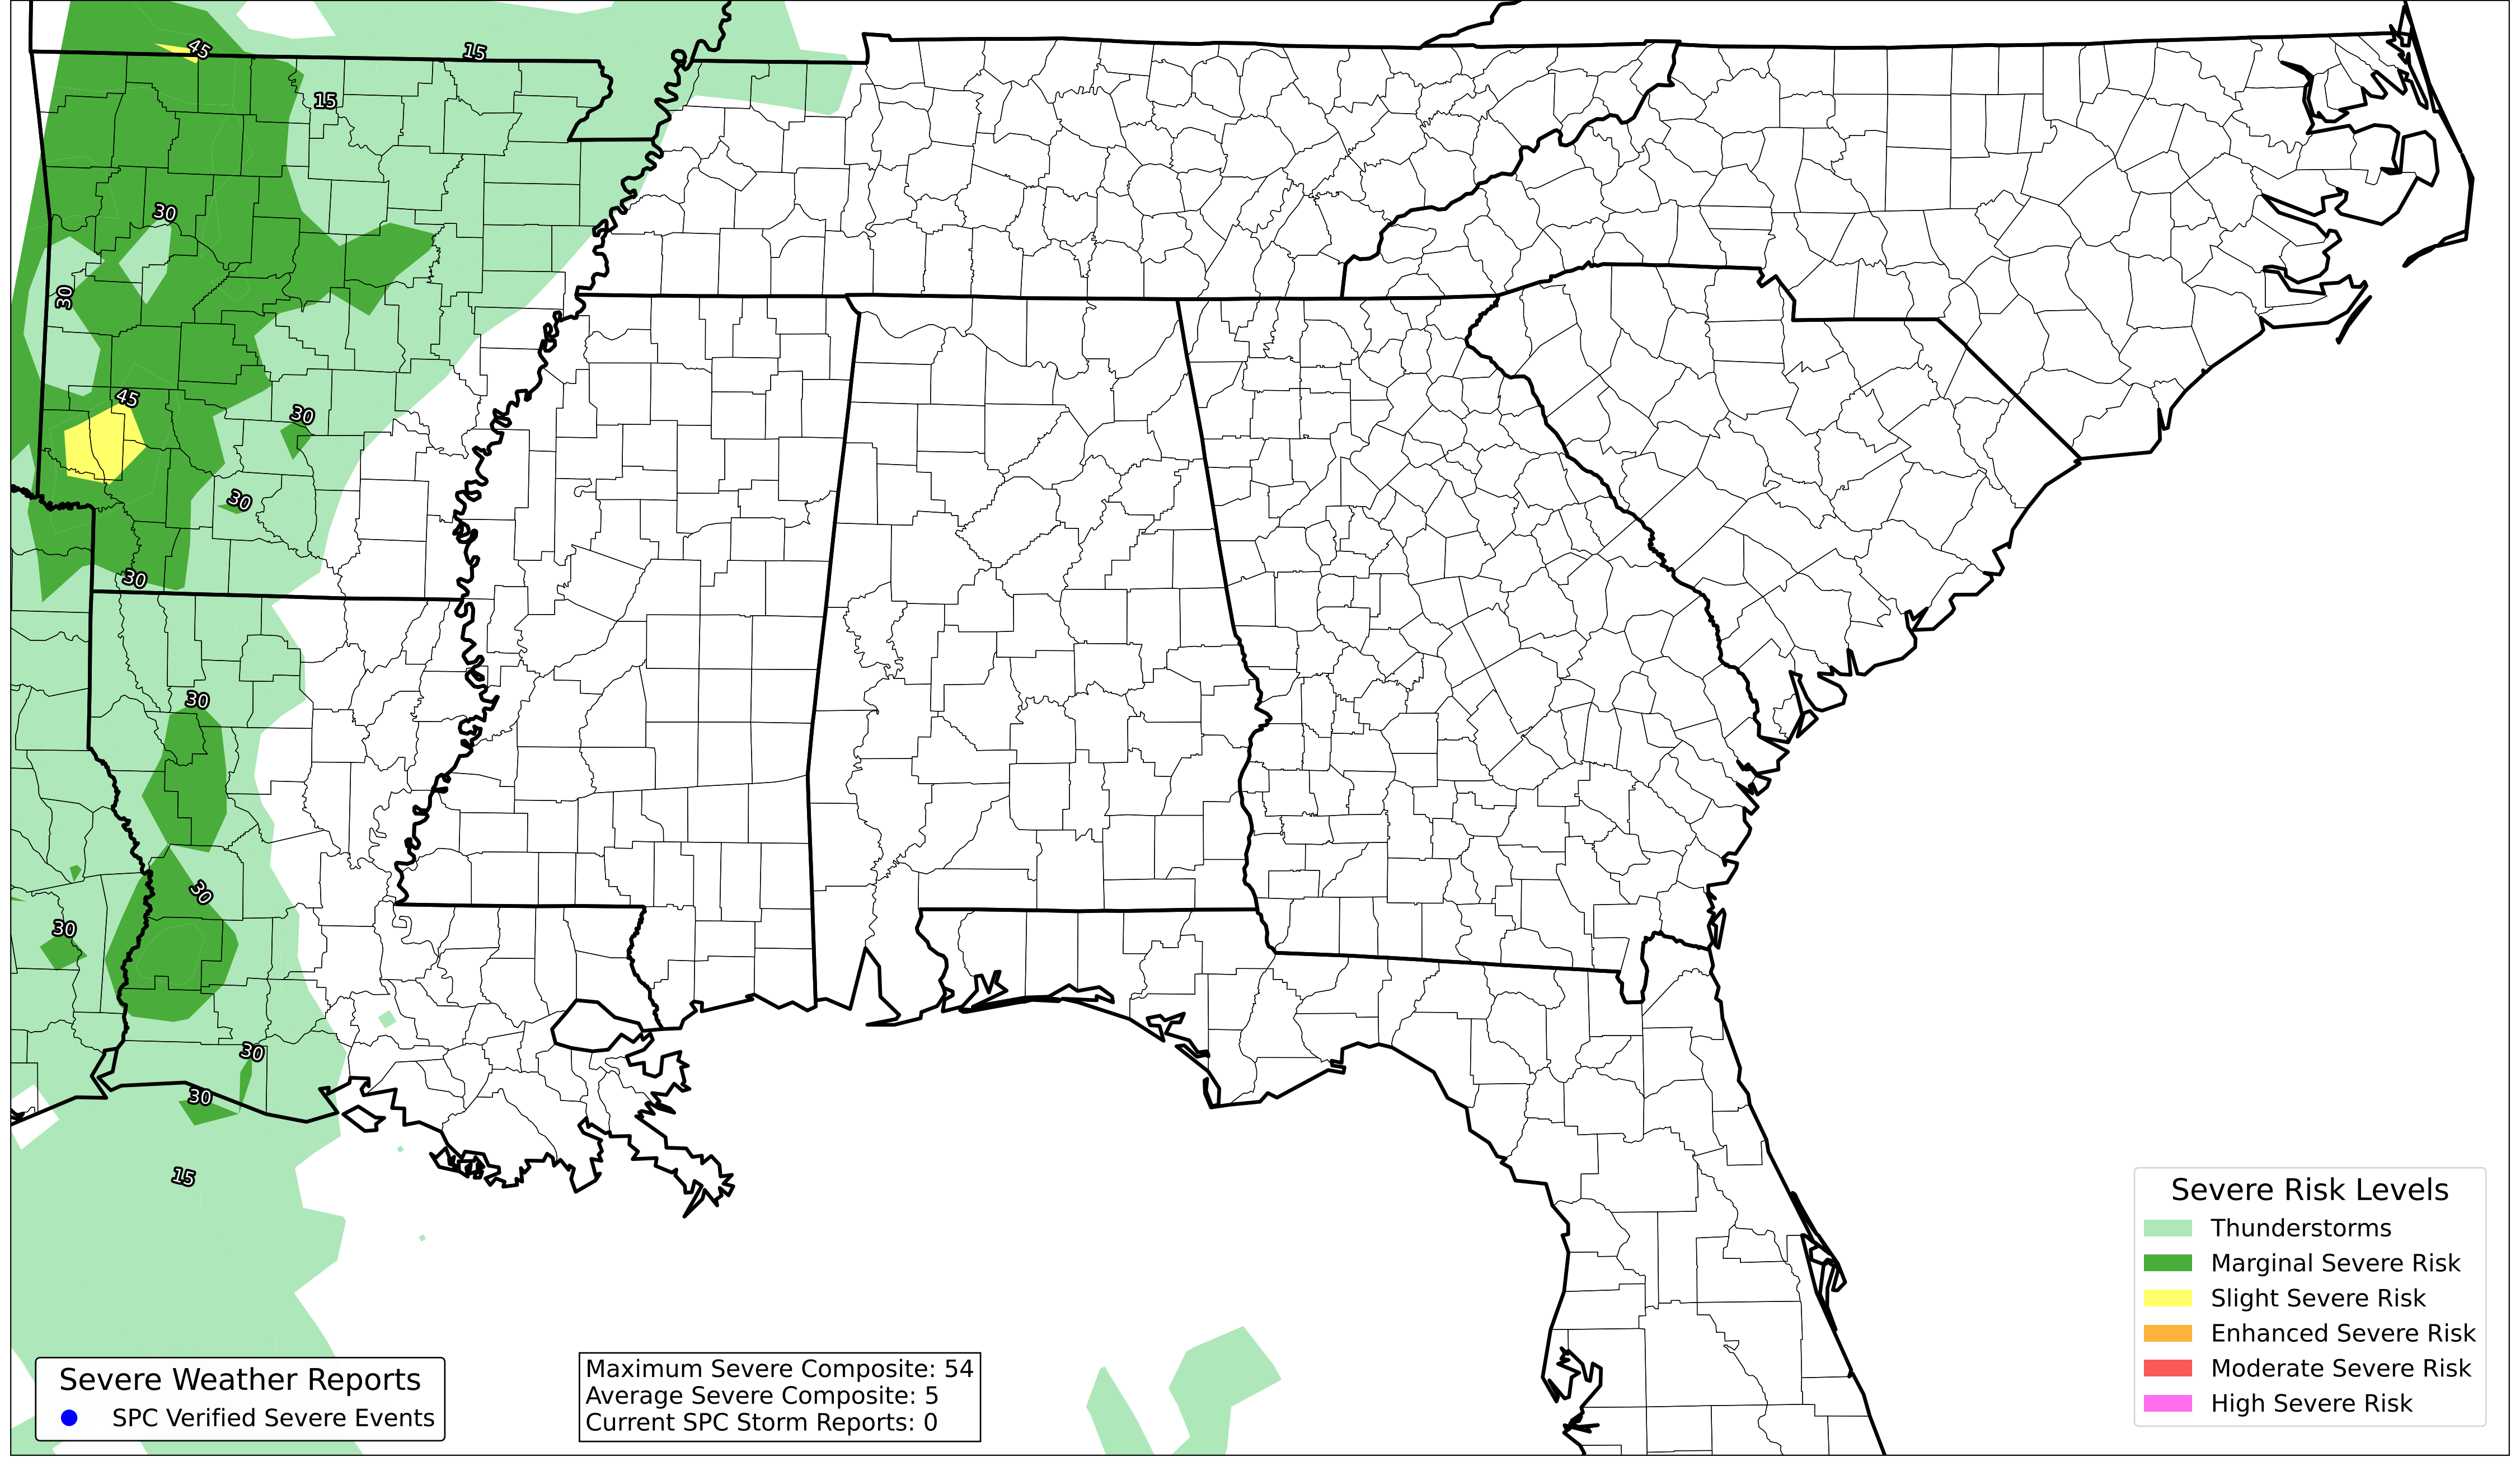 45
15
15
30
30
45
30
30
30
30
30
30
30
30
15
Severe Risk Levels
Thunderstorms
Marginal Severe Risk
Slight Severe Risk
Enhanced Severe Risk
Moderate Severe Risk
High Severe Risk
Severe Weather Reports
SPC Verified Severe Events
Maximum Severe Composite: 54
Average Severe Composite: 5
Current SPC Storm Reports: 0